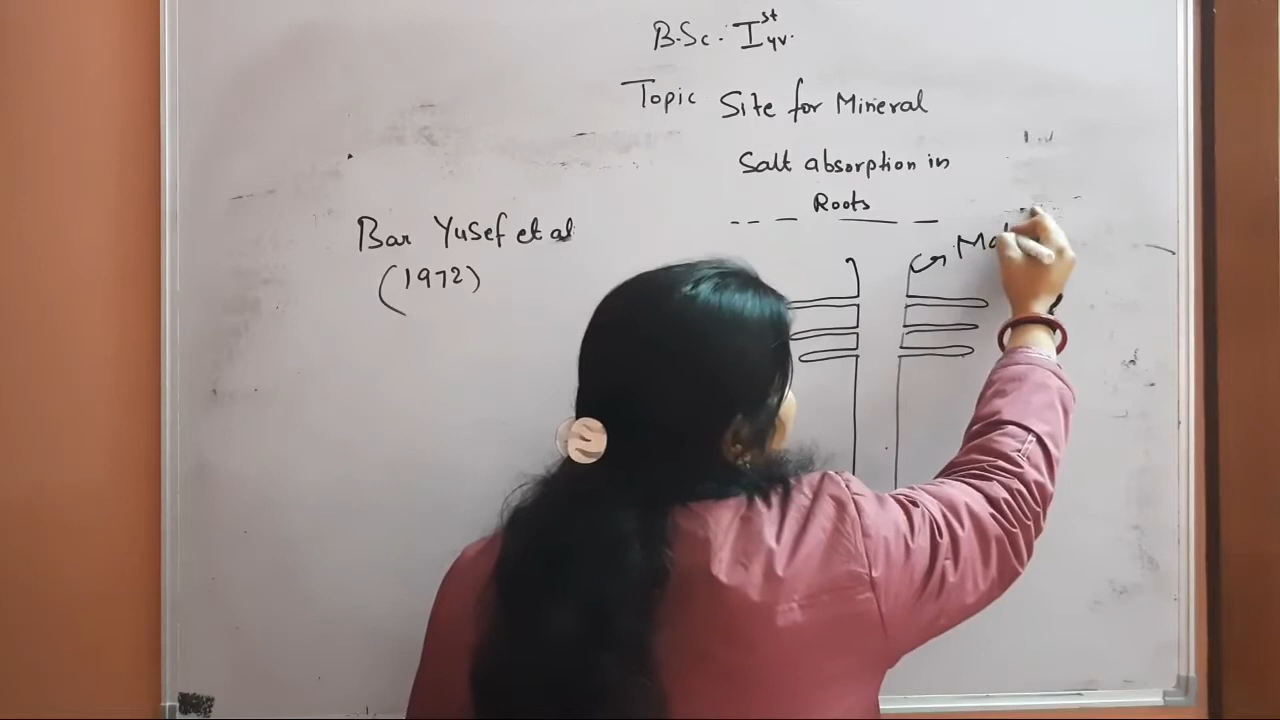 B.Sc. Ist yr.
Topic Site for Mineral
Salt absorption in
Roots
Bar Yusef et al
(1972)